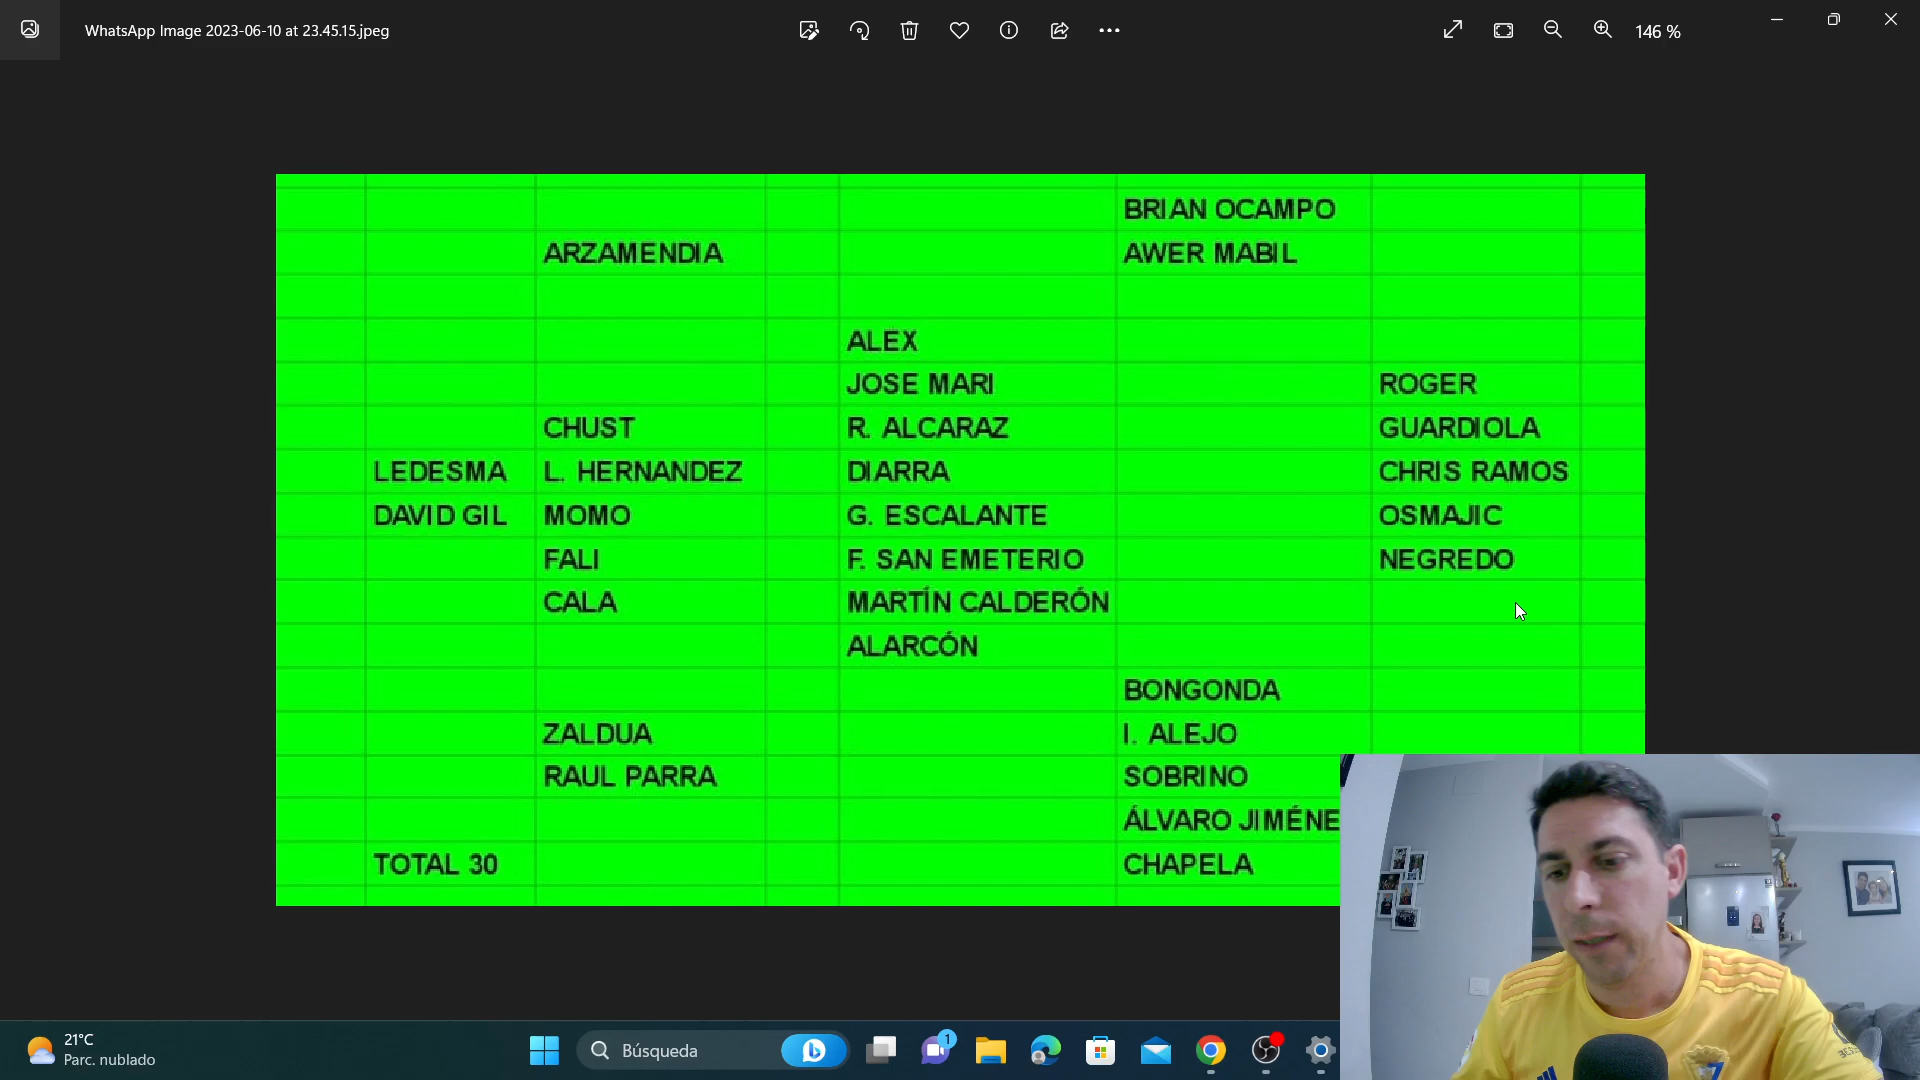 WhatsApp Image 2023-06-10 at 23.45.15.jpeg
146 %
BRIAN OCAMPO
ARZAMENDIA AWER MABIL
ALEX
JOSE MARI ROGER
CHUST R. ALCARAZ GUARDIOLA
LEDESMA L. HERNANDEZ DIARRA CHRIS RAMOS
DAVID GIL MOMO G. ESCALANTE OSMAJIC
FALI F. SAN EMETERIO NEGREDO
CALA MARTÍN CALDERÓN
ALARCÓN
BONGONDA
ZALDUA I. ALEJO
RAUL PARRA SOBRINO
ÁLVARO JIMÉNE
TOTAL 30 CHAPELA
21°C
Parc. nublado
Búsqueda
1